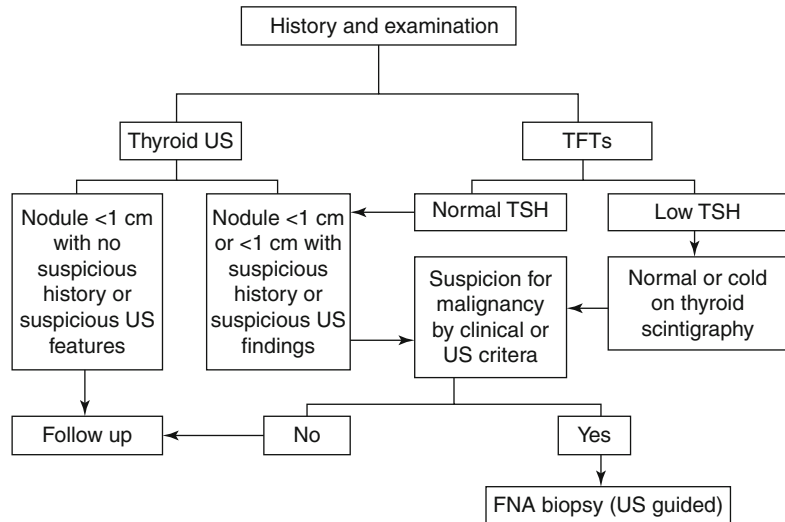 History and examination
Thyroid US
TFTs
Nodule <1 cm
with no
suspicious
history or
suspicious US
features
Nodule <1 cm
or <1 cm with
suspicious
history or
suspicious US
findings
Normal TSH
Low TSH
Suspicion for
malignancy
by clinical or
US critera
Normal or cold
on thyroid
scintigraphy
Follow up
No
Yes
FNA biopsy (US guided)